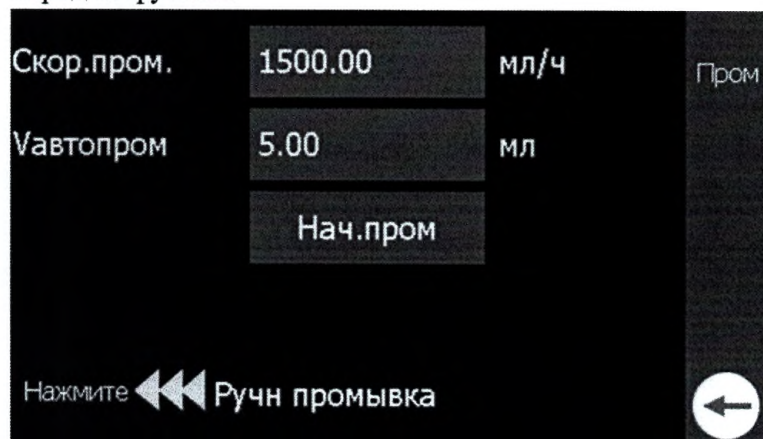 Скор.пром. 1500.00 мл/ч
Пром
Vавтопром 5.00 мл
Нач.пром
Нажмите Ручн промывка